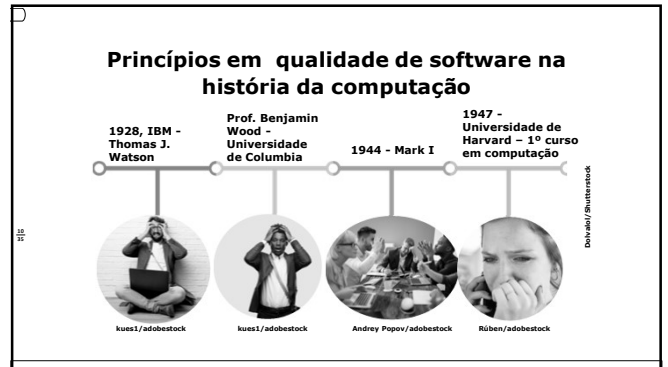 Princípios em qualidade de software na
história da computação
1928, IBM -
Thomas J.
Watson
Prof. Benjamin
Wood -
Universidade
de Columbia
1944 - Mark I
1947 -
Universidade de
Harvard – 1º curso
em computação
Dolvalol/Shutterstock
10
35
kues1/adobestock
kues1/adobestock
Andrey Popov/adobestock
Rúben/adobestock